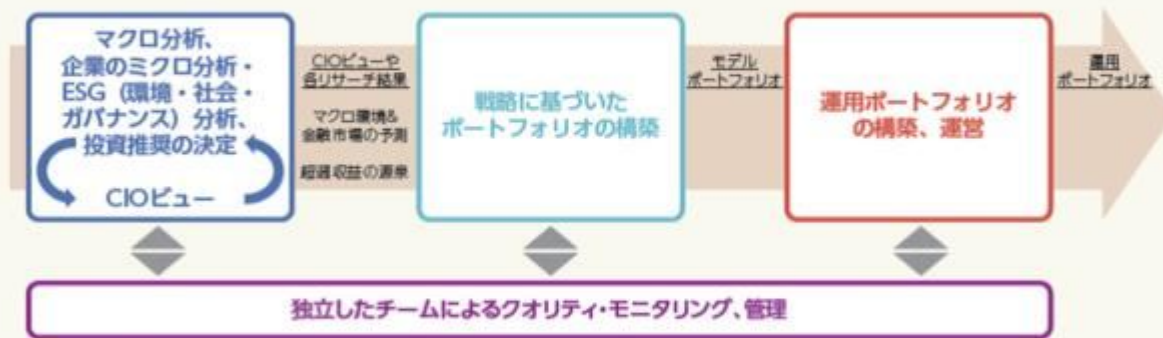 マクロ分析、
企業のミクロ分析・
ESG（環境・社会・
ガバナンス）分析、
投資推奨の決定
CIOビュー
CIOビューや
各リサーチ結果
マクロ環境&
金融市場の予測
超過収益の源泉
戦略に基づいた
ポートフォリオの構築
モデル
ポートフォリオ
運用ポートフォリオ
の構築、運営
運用
ポートフォリオ
独立したチームによるクオリティ・モニタリング、管理